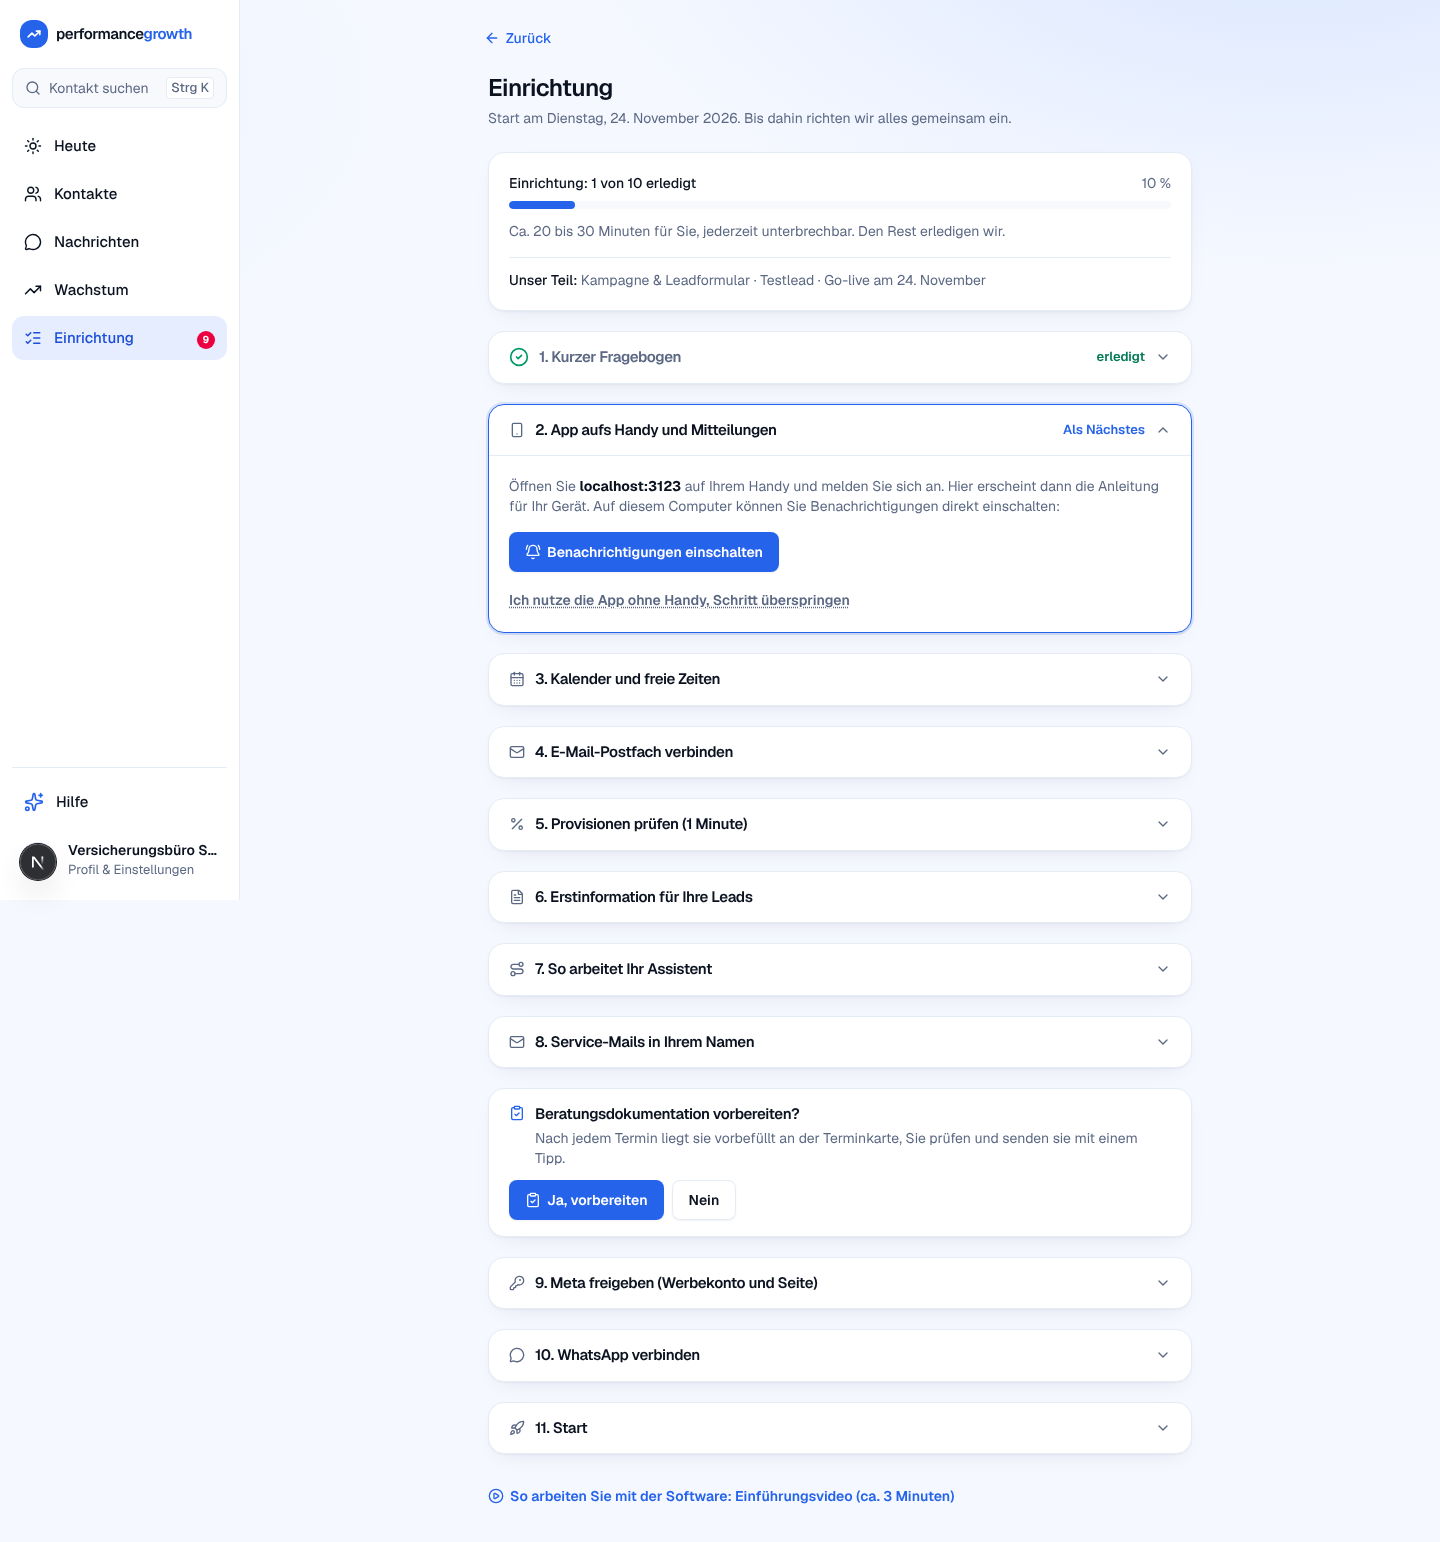 performancegrowth
Kontakt suchen
Strg K
Heute
Kontakte
Nachrichten
Wachstum
Einrichtung
9
Hilfe
N
Versicherungsbüro S...
Profil & Einstellungen
Zurück
Einrichtung
Start am Dienstag, 24. November 2026. Bis dahin richten wir alles gemeinsam ein.
Einrichtung: 1 von 10 erledigt
10 %
Ca. 20 bis 30 Minuten für Sie, jederzeit unterbrechbar. Den Rest erledigen wir.
Unser Teil: Kampagne & Leadformular · Testlead · Go-live am 24. November
1. Kurzer Fragebogen
erledigt
2. App aufs Handy und Mitteilungen
Als Nächstes
Öffnen Sie localhost:3123 auf Ihrem Handy und melden Sie sich an. Hier erscheint dann die Anleitung
für Ihr Gerät. Auf diesem Computer können Sie Benachrichtigungen direkt einschalten:
Benachrichtigungen einschalten
Ich nutze die App ohne Handy, Schritt überspringen
3. Kalender und freie Zeiten
4. E-Mail-Postfach verbinden
5. Provisionen prüfen (1 Minute)
6. Erstinformation für Ihre Leads
7. So arbeitet Ihr Assistent
8. Service-Mails in Ihrem Namen
Beratungsdokumentation vorbereiten?
Nach jedem Termin liegt sie vorbefüllt an der Terminkarte, Sie prüfen und senden sie mit einem
Tipp.
Ja, vorbereiten
Nein
9. Meta freigeben (Werbekonto und Seite)
10. WhatsApp verbinden
11. Start
So arbeiten Sie mit der Software: Einführungsvideo (ca. 3 Minuten)